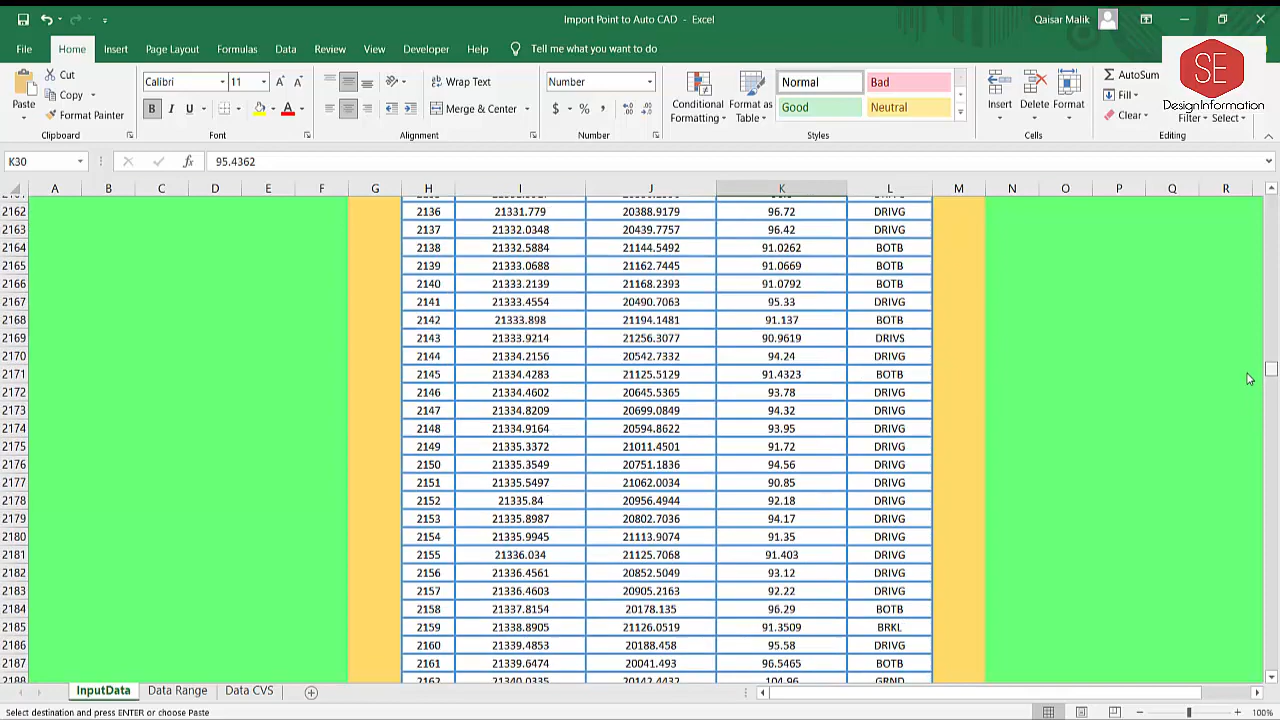 Import Point to Auto CAD - Excel
Qaisar Malik
File Home Insert Page Layout Formulas Data Review View Developer Help Tell me what you want to do
Paste
Cut
Copy
Format Painter
Clipboard
Calibri 11
B I U
Font
Wrap Text
Merge & Center
Alignment
Number
$ % ,
Number
Conditional Formatting
Format as Table
Normal Bad
Good Neutral
Styles
Insert Delete Format
Cells
AutoSum
Fill
Clear
Filter Select
Editing
SE
DesignInformation
K30 fx 95.4362
A B C D E F G H I J K L M N O P Q R
2162 2136 21331.779 20388.9179 96.72 DRIVG
2163 2137 21332.0348 20439.7757 96.42 DRIVG
2164 2138 21332.5884 21144.5492 91.0262 BOTB
2165 2139 21333.0688 21162.7445 91.0669 BOTB
2166 2140 21333.2139 21168.2393 91.0792 BOTB
2167 2141 21333.4554 20490.7063 95.33 DRIVG
2168 2142 21333.898 21194.1481 91.137 BOTB
2169 2143 21333.9214 21256.3077 90.9619 DRIVS
2170 2144 21334.2156 20542.7332 94.24 DRIVG
2171 2145 21334.4283 21125.5129 91.4323 BOTB
2172 2146 21334.4602 20645.5365 93.78 DRIVG
2173 2147 21334.8209 20699.0849 94.32 DRIVG
2174 2148 21334.9164 20594.8622 93.95 DRIVG
2175 2149 21335.3372 21011.4501 91.72 DRIVG
2176 2150 21335.3549 20751.1836 94.56 DRIVG
2177 2151 21335.5497 21062.0034 90.85 DRIVG
2178 2152 21335.84 20956.4944 92.18 DRIVG
2179 2153 21335.8987 20802.7036 94.17 DRIVG
2180 2154 21335.9945 21113.9074 91.35 DRIVG
2181 2155 21336.034 21125.7068 91.403 DRIVG
2182 2156 21336.4561 20852.5049 93.12 DRIVG
2183 2157 21336.4603 20905.2163 92.22 DRIVG
2184 2158 21337.8154 20178.135 96.29 BOTB
2185 2159 21338.8905 21126.0519 91.3509 BRKL
2186 2160 21339.4853 20188.458 95.58 DRIVG
2187 2161 21339.6474 20041.493 96.5465 BOTB
2188 2162 21340.0335 20142.4432 104.96 GRND
InputData Data Range Data CVS
Select destination and press ENTER or choose Paste
100%